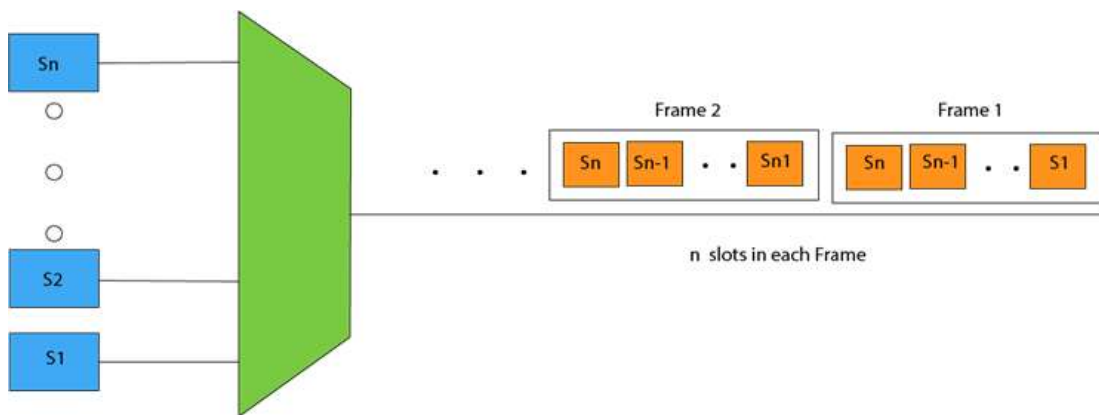 Sn
Frame 2
Frame 1
Sn Sn-1 . . Sn1
Sn Sn-1 . . S1
. . .
n slots in each Frame
S2
S1